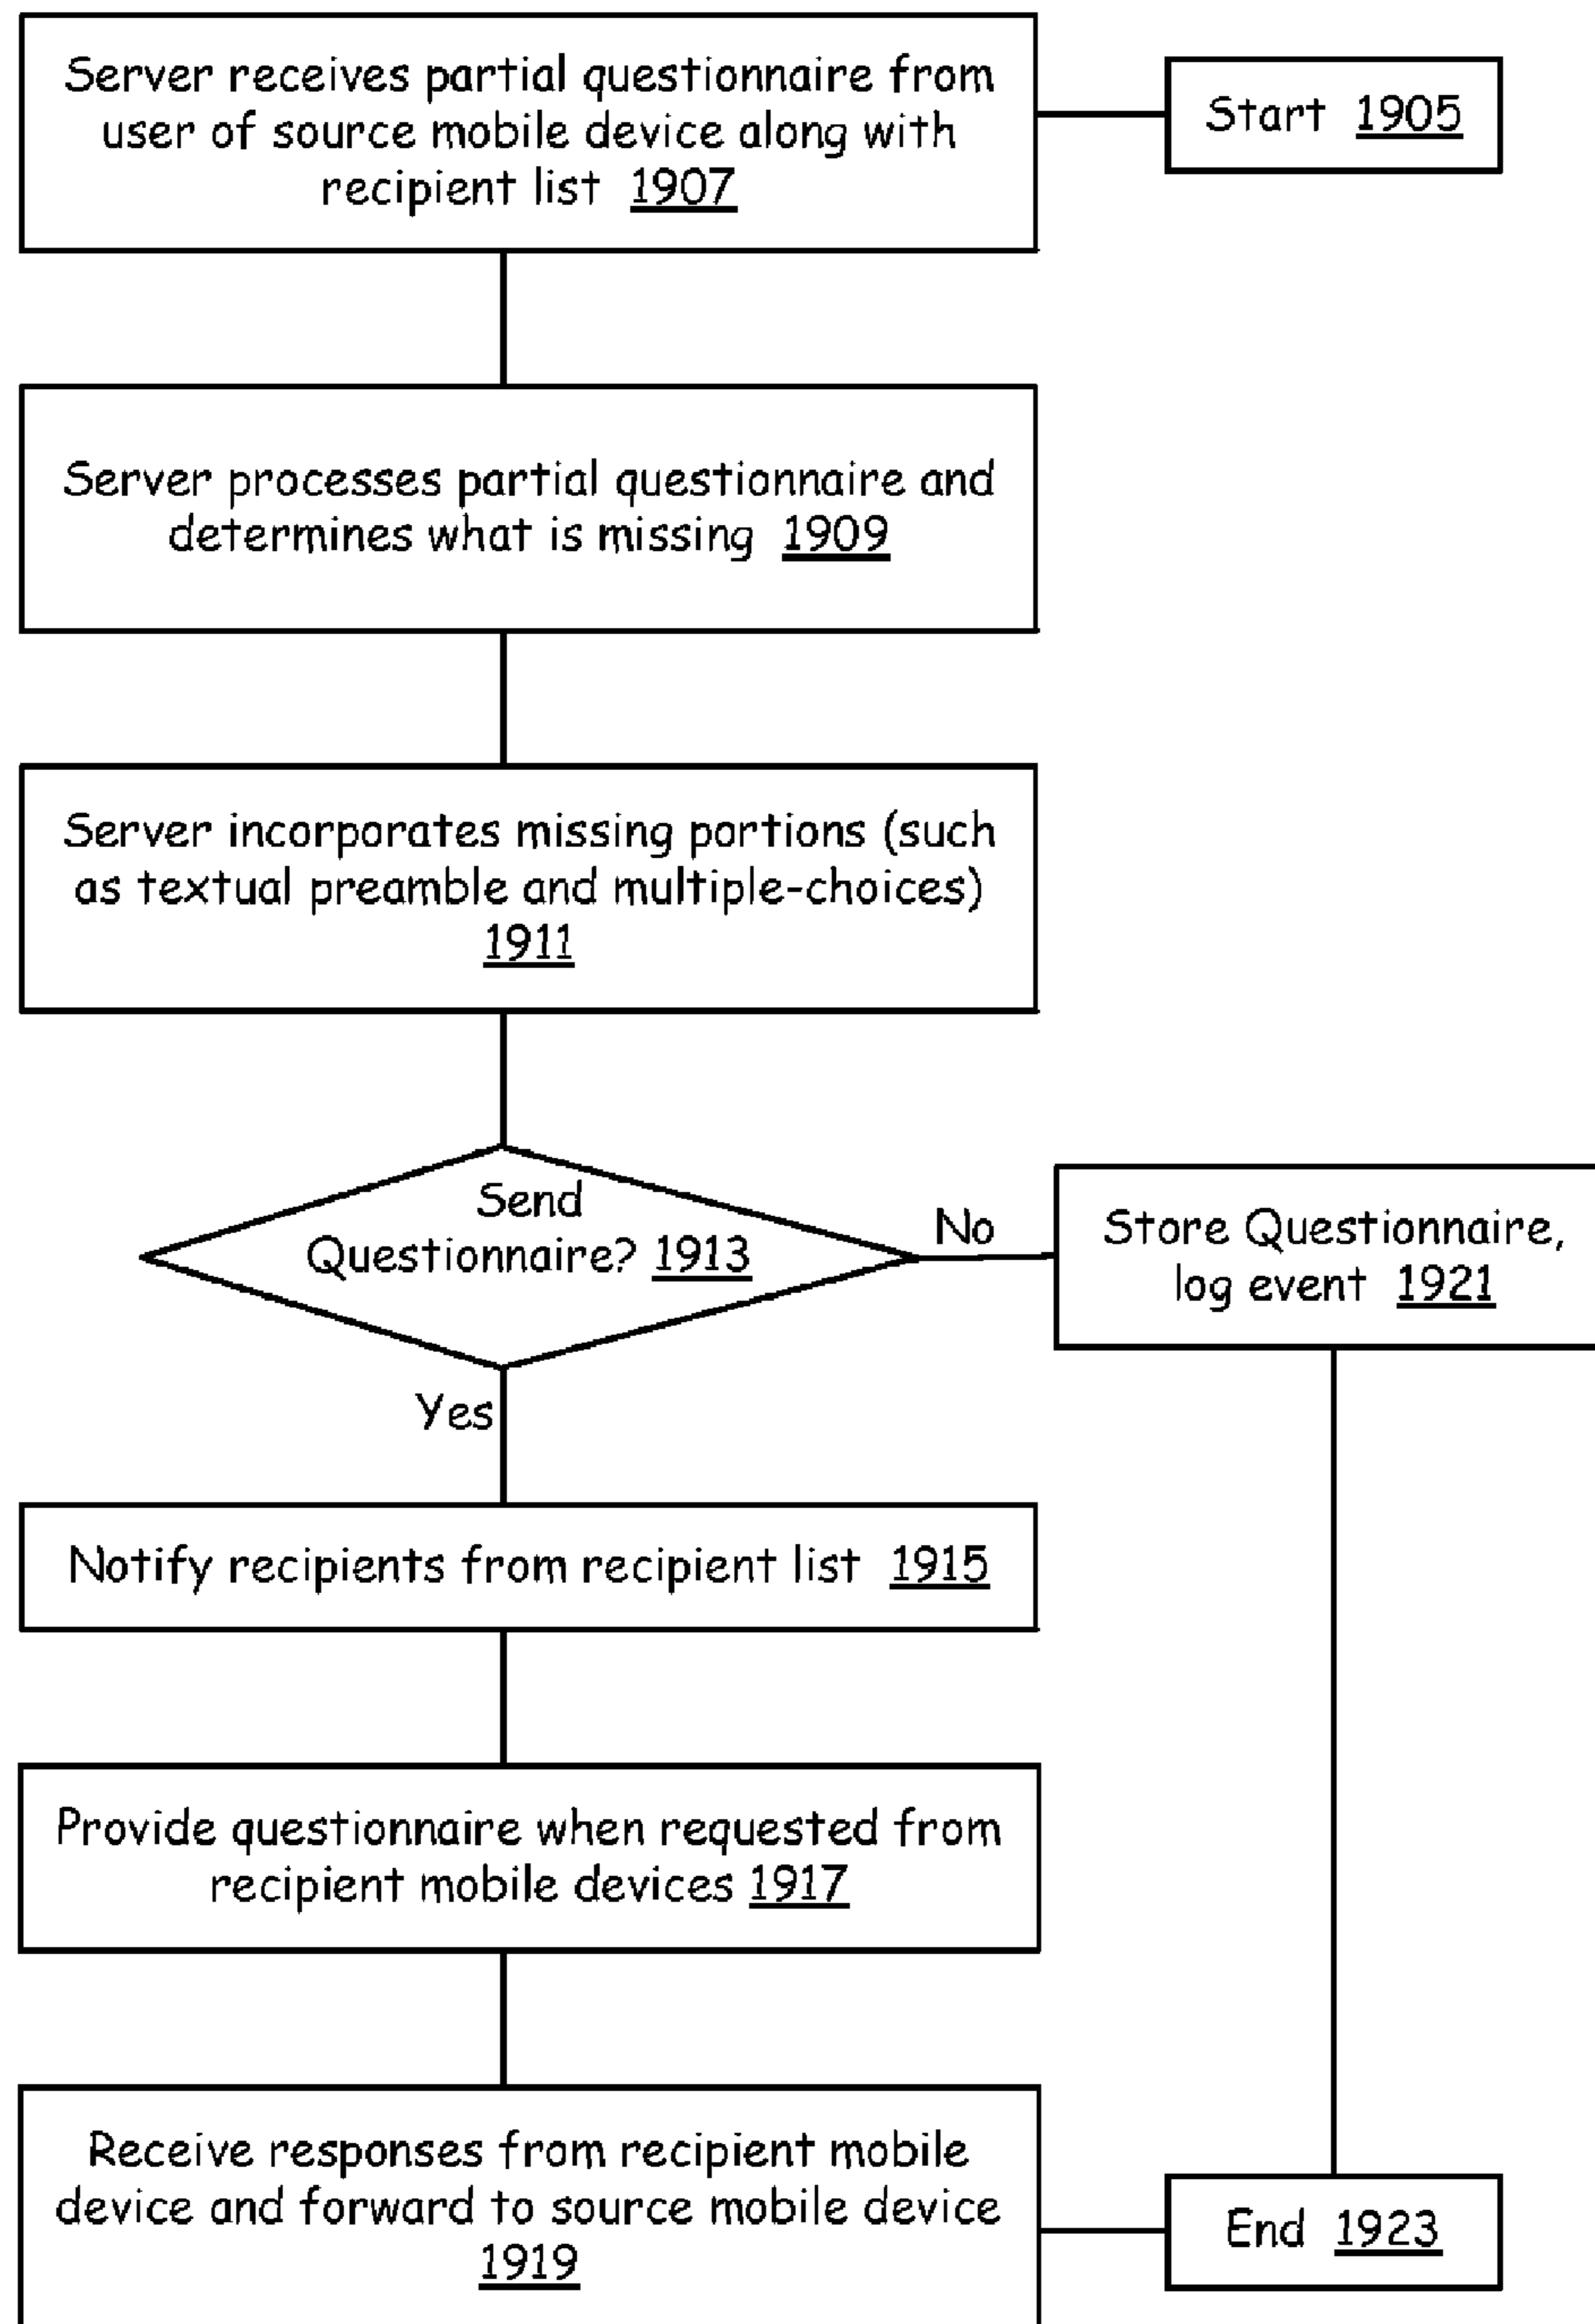 Server receives partial questionnaire from
user of source mobile device along with
recipient list 1907
Start 1905
Server processes partial questionnaire and
determines what is missing 1909
Server incorporates missing portions (such
as textual preamble and multiple-choices)
1911
Send
Questionnaire? 1913
No
Store Questionnaire,
log event 1921
Yes
Notify recipients from recipient list 1915
Provide questionnaire when requested from
recipient mobile devices 1917
Receive responses from recipient mobile
device and forward to source mobile device
1919
End 1923